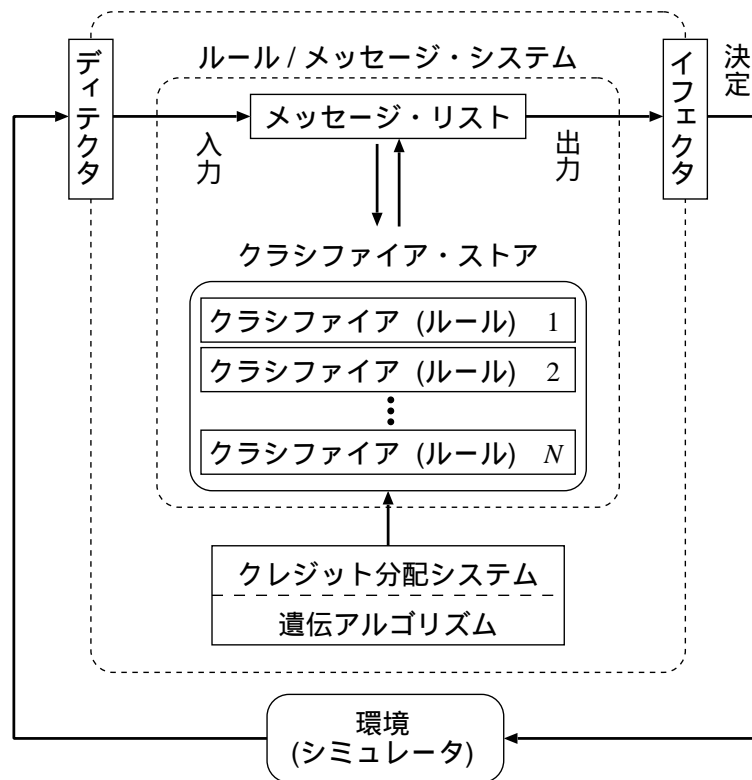 ディテクタ
ルール / メッセージ・システム
イフェクタ
決定
メッセージ・リスト
入力
出力
クラシファイア・ストア
クラシファイア (ルール) 1
クラシファイア (ルール) 2
クラシファイア (ルール) N
クレジット分配システム
遺伝アルゴリズム
環境
(シミュレータ)